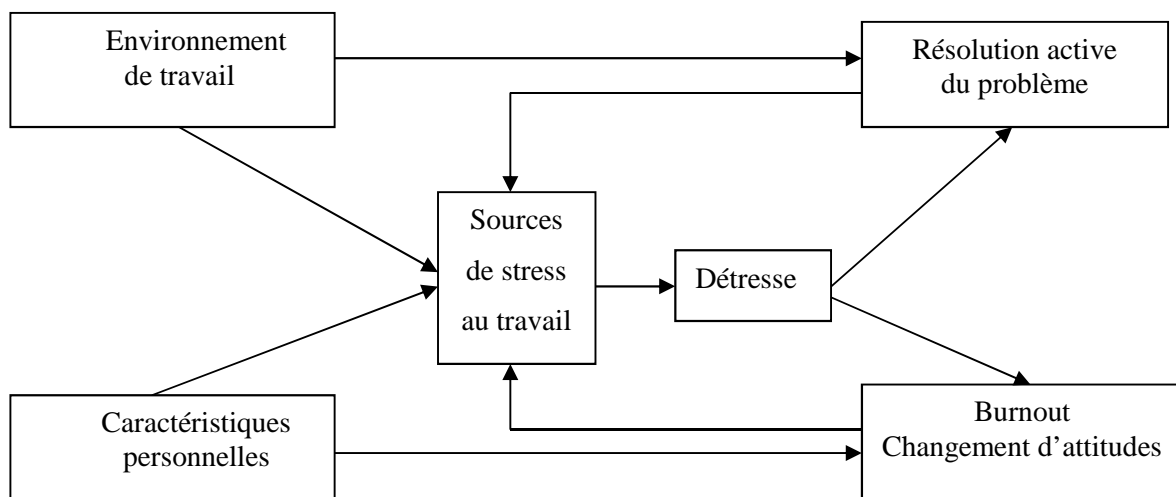 Environnement
de travail
Résolution active
du problème
Sources
de stress
au travail
Détresse
Caractéristiques
personnelles
Burnout
Changement d’attitudes